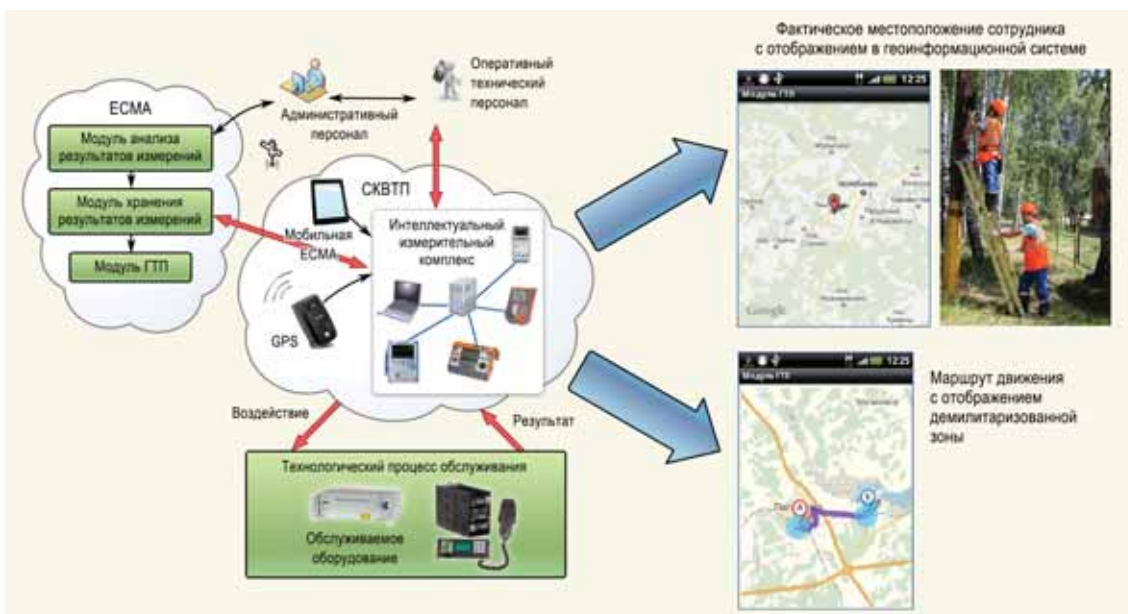 Фактическое местоположение сотрудника
с отображением в геоинформационной системе
Оперативный
технический
персонал
Административный
персонал
ЕСМА
Модуль анализа
результатов измерений
Модуль хранения
результатов измерений
Модуль ГТП
СКВТП
Мобильная
ЕСМА
GPS
Интеллектуальный
измерительный
комплекс
Воздействие
Результат
Технологический процесс обслуживания
Обслуживаемое
оборудование
12:25
Модуль ГТП
Google
12:25
Модуль ГТП
A
Маршрут движения
с отображением
демилитаризованной
зоны